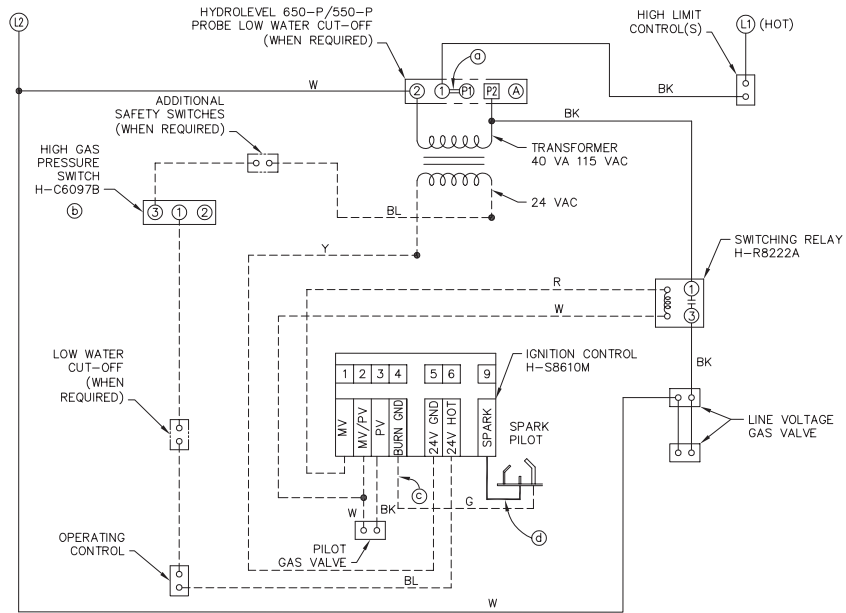 L2
HYDROLEVEL 650-P/550-P
PROBE LOW WATER CUT-OFF
(WHEN REQUIRED)
HIGH LIMIT
CONTROL(S)
L1 (HOT)
a
W
2 1 P1 P2 A
BK
ADDITIONAL
SAFETY SWITCHES
(WHEN REQUIRED)
BK
TRANSFORMER
40 VA 115 VAC
HIGH GAS
PRESSURE
SWITCH
H-C6097B
b
3 1 2
24 VAC
BL
Y
SWITCHING RELAY
H-R8222A
R
1
W
3
IGNITION CONTROL
H-S8610M
BK
LOW WATER
CUT-OFF
(WHEN
REQUIRED)
1 2 3 4 5 6 9
MV
MV/PV
PV
BURN GND
24V GND
24V HOT
SPARK
SPARK
PILOT
LINE VOLTAGE
GAS VALVE
c
G
W
BK
d
OPERATING
CONTROL
PILOT
GAS VALVE
BL
W